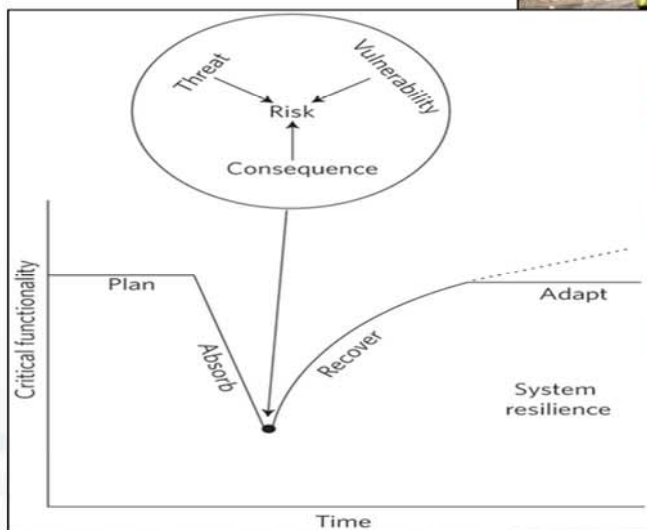 Threat
Vulnerability
Risk
Consequence
Critical functionality
Plan
Absorb
Recover
Adapt
System
resilience
Time